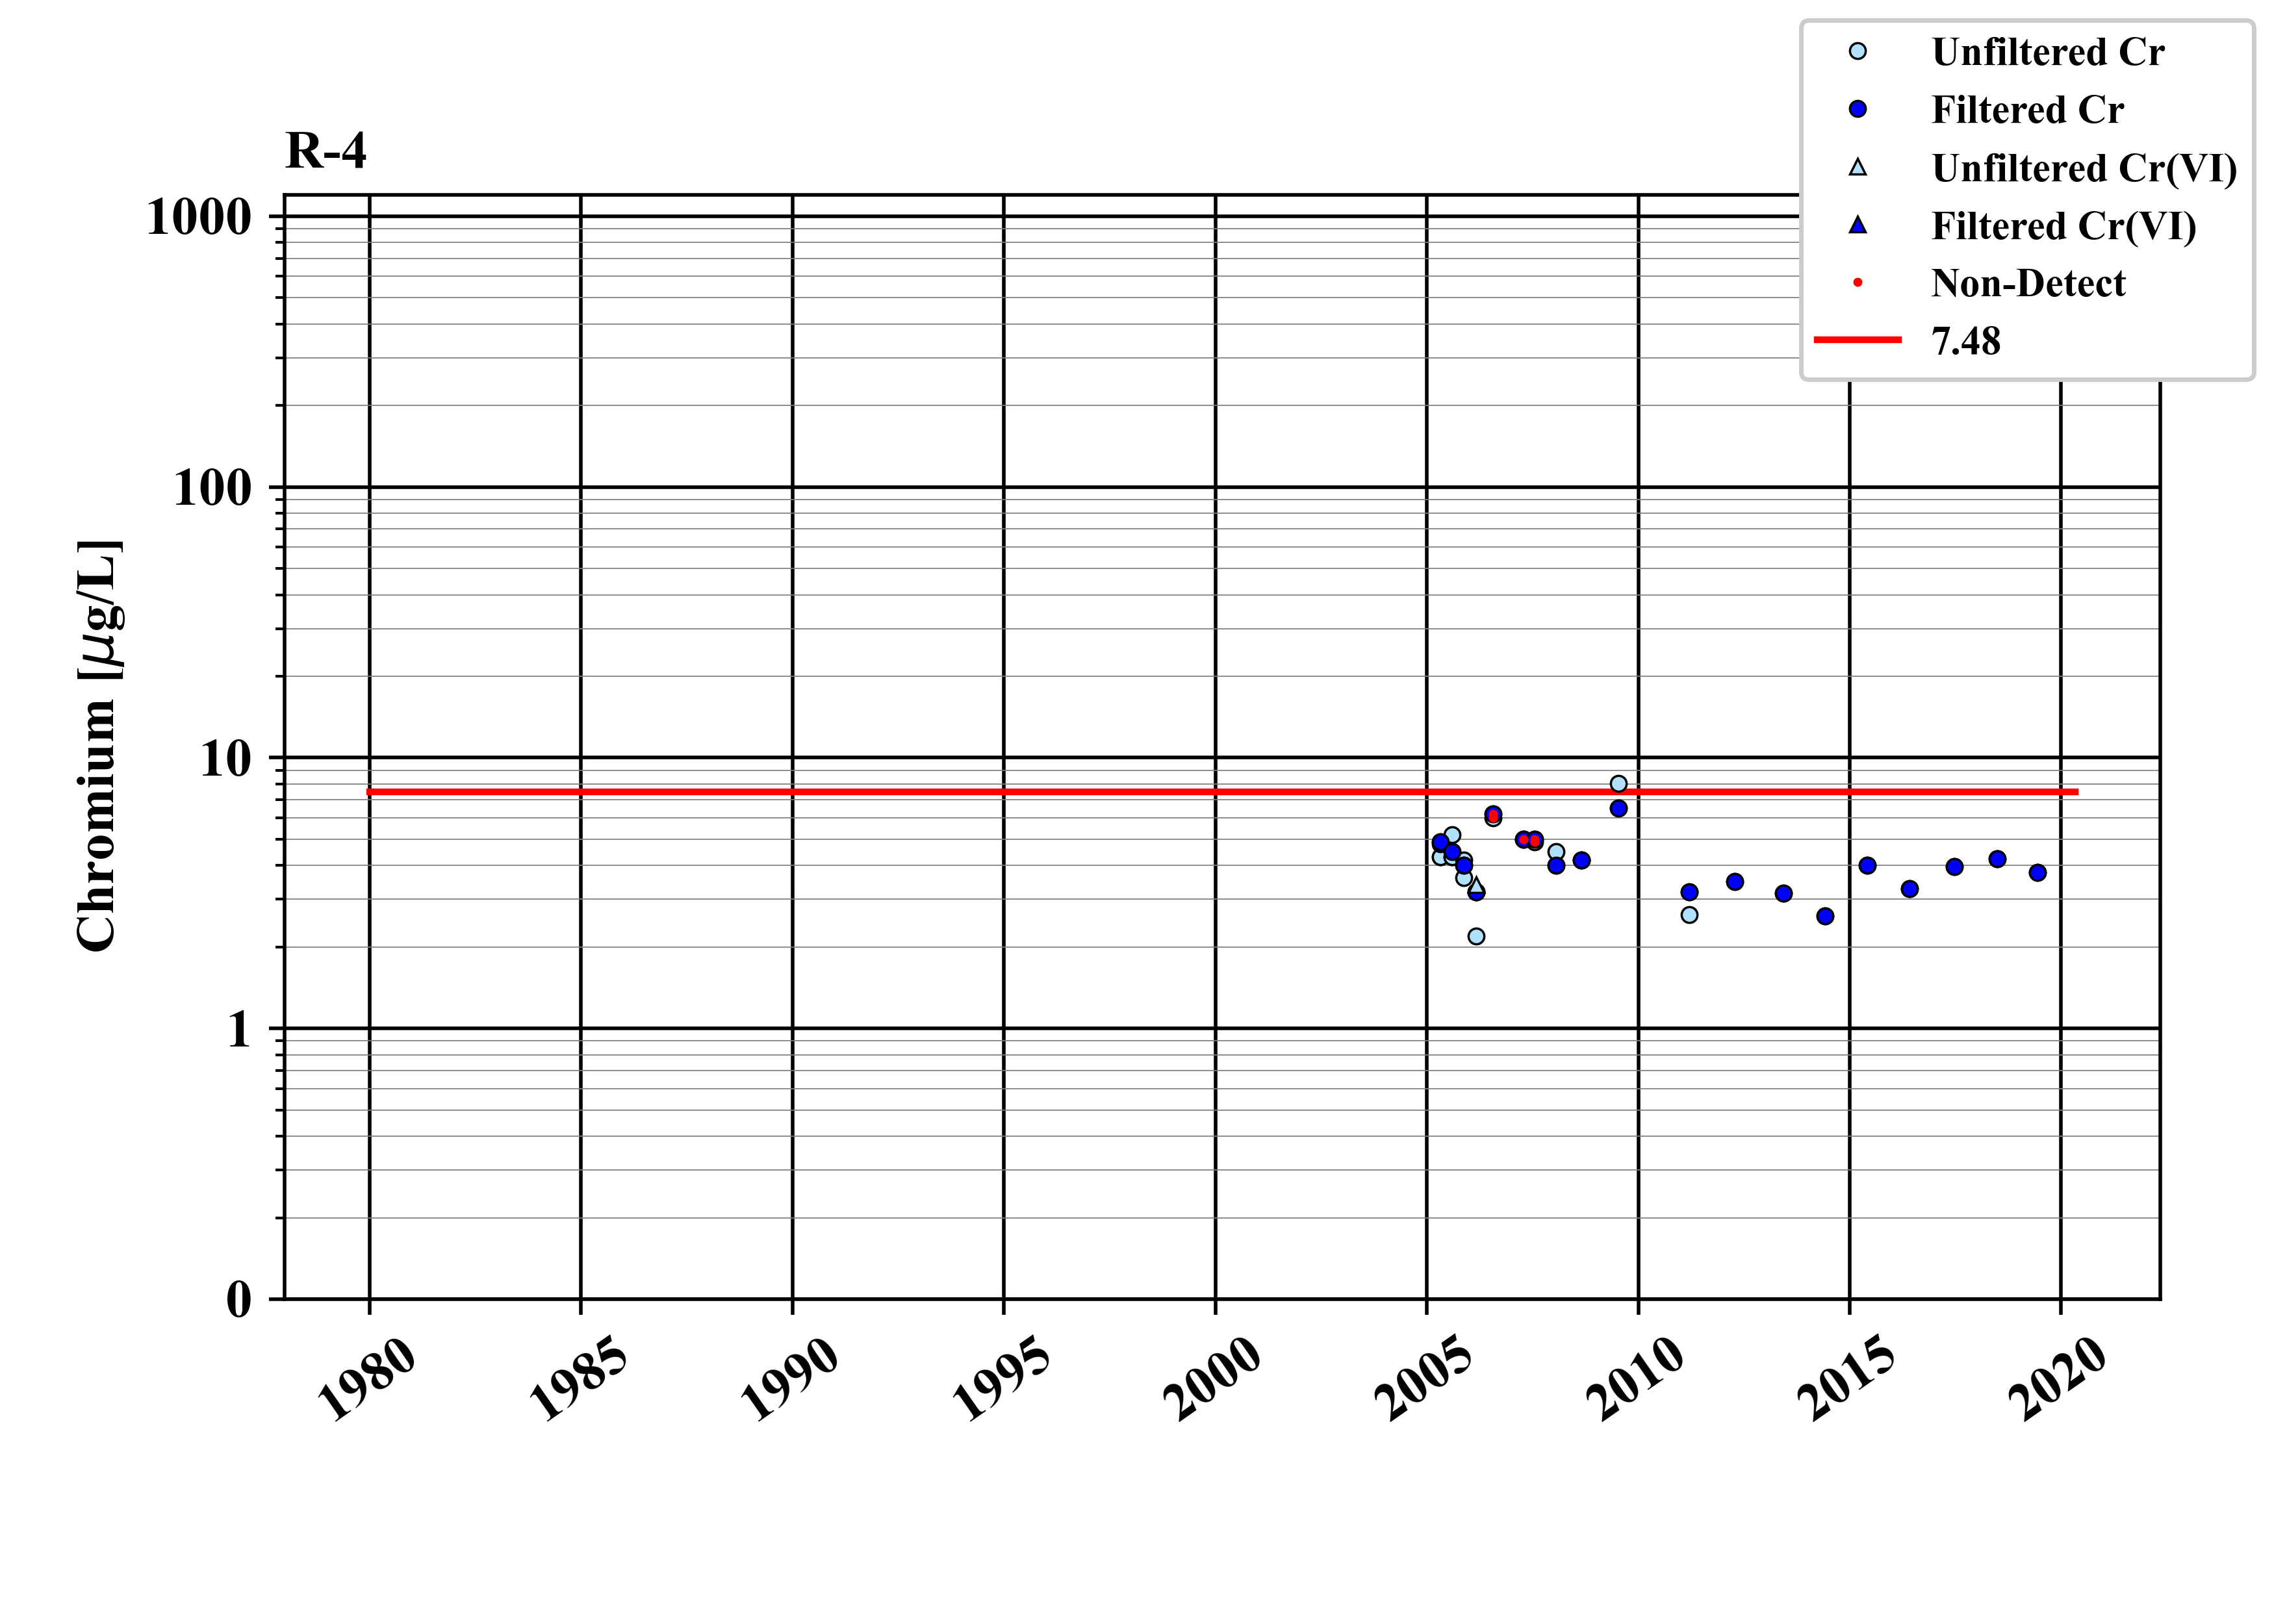 R-4
Unfiltered Cr
Filtered Cr
Unfiltered Cr(VI)
Filtered Cr(VI)
Non-Detect
7.48
Chromium [μg/L]
1000
100
10
1
0
1980
1985
1990
1995
2000
2005
2010
2015
2020